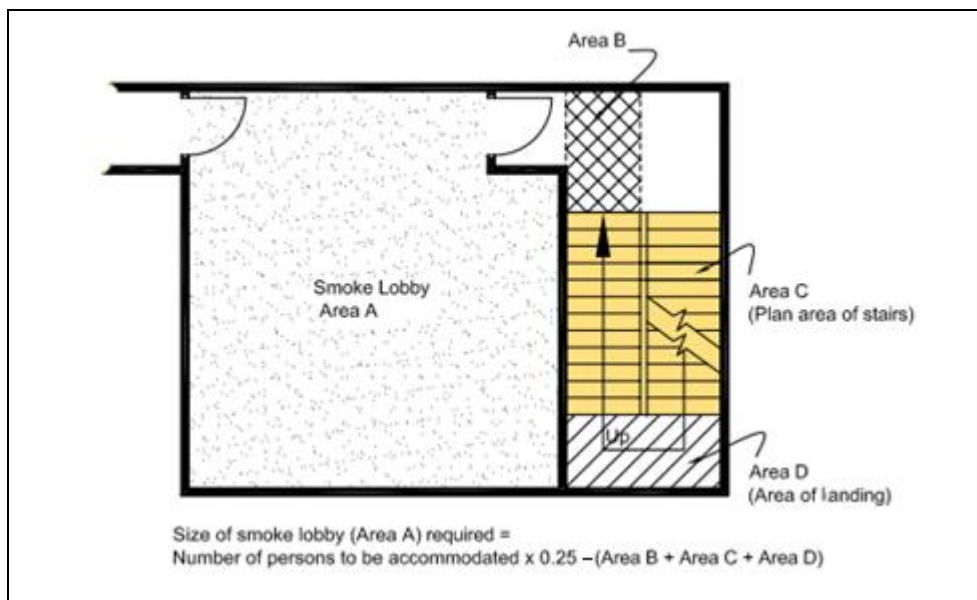 Area B
Smoke Lobby
Area A
Area C
(Plan area of stairs)
Up
Area D
(Area of landing)
Size of smoke lobby (Area A) required =
Number of persons to be accommodated x 0.25 – (Area B + Area C + Area D)